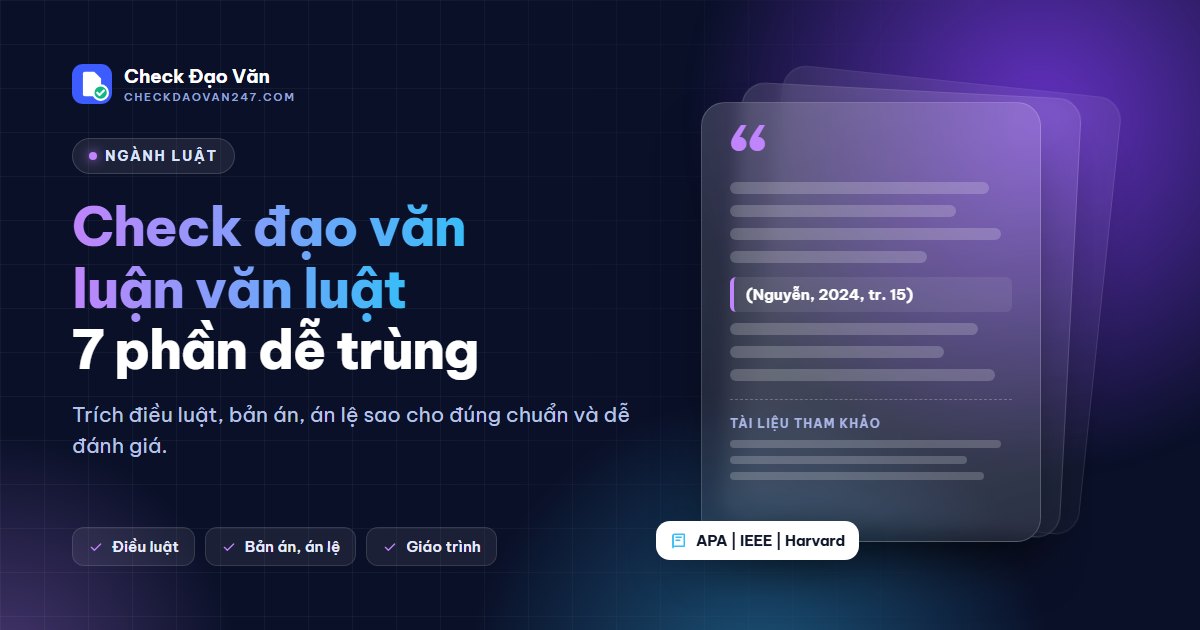 Check Đạo Văn
CHECKDAOVAN247.COM
NGÀNH LUẬT
Check đạo văn
luận văn luật
7 phần dễ trùng
Trích điều luật, bản án, án lệ sao cho đúng chuẩn và dễ
đánh giá.
Điều luật
Bản án, án lệ
Giáo trình
“
(Nguyễn, 2024, tr. 15)
TÀI LIỆU THAM KHẢO
APA | IEEE | Harvard